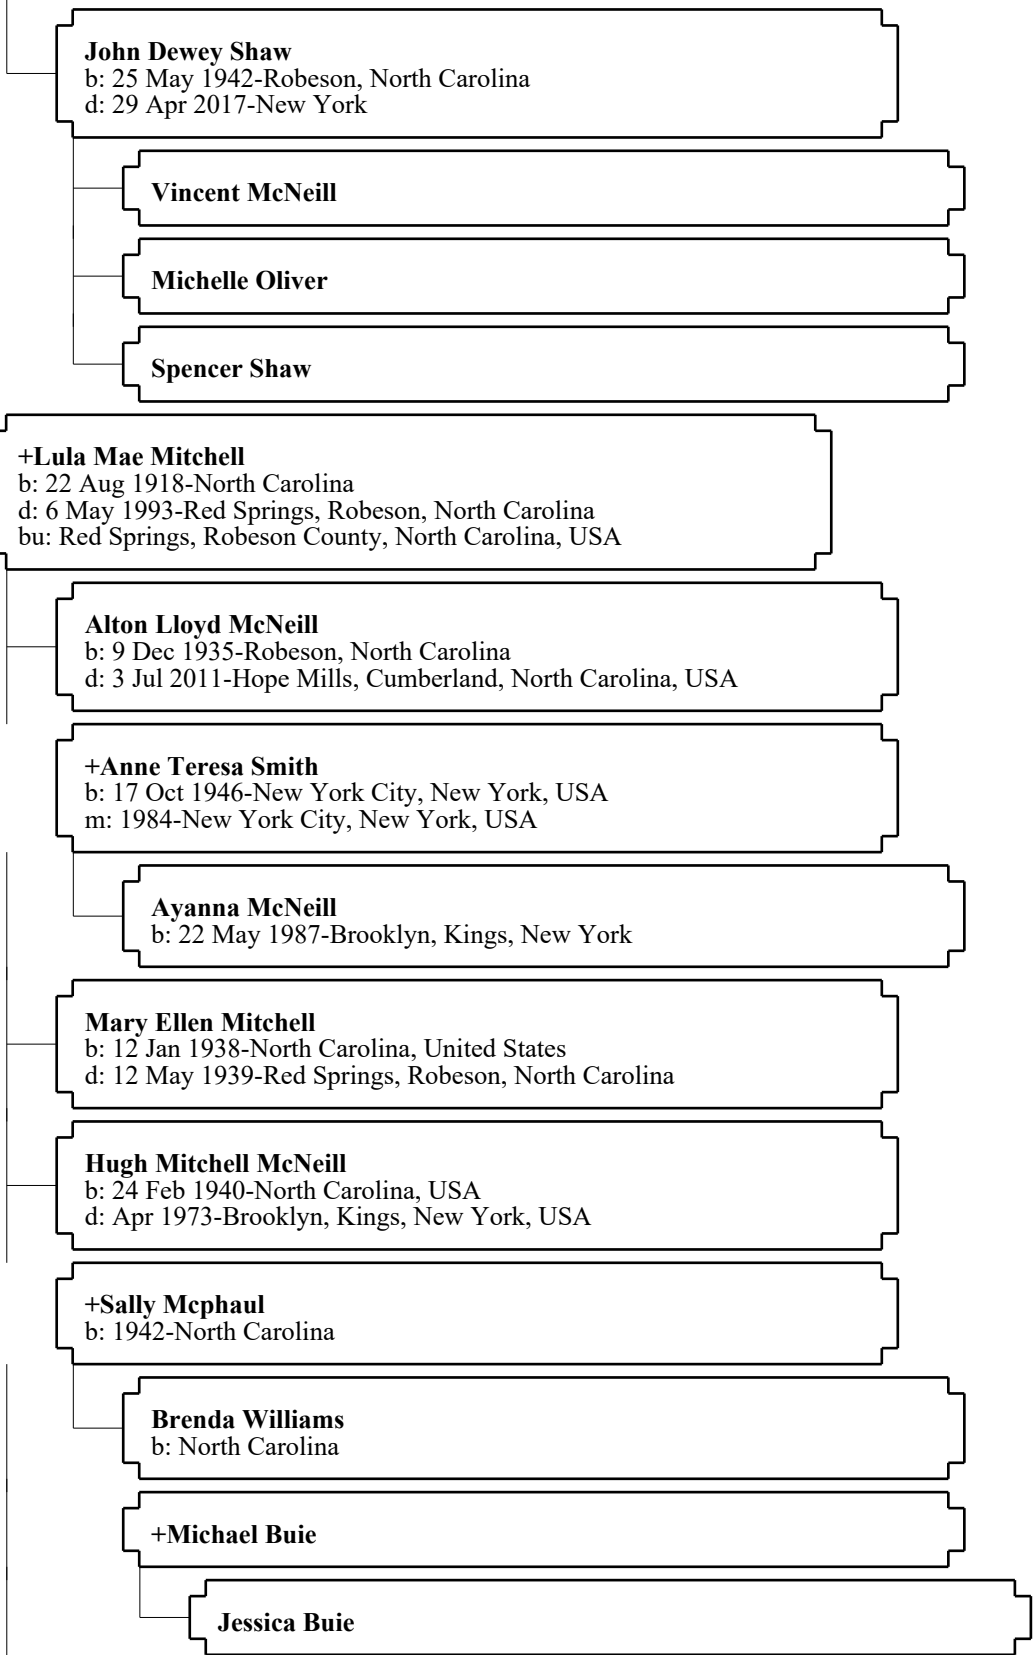 John Dewey Shaw
b: 25 May 1942-Robeson, North Carolina
d: 29 Apr 2017-New York
Vincent McNeill
Michelle Oliver
Spencer Shaw
+Lula Mae Mitchell
b: 22 Aug 1918-North Carolina
d: 6 May 1993-Red Springs, Robeson, North Carolina
bu: Red Springs, Robeson County, North Carolina, USA
Alton Lloyd McNeill
b: 9 Dec 1935-Robeson, North Carolina
d: 3 Jul 2011-Hope Mills, Cumberland, North Carolina, USA
+Anne Teresa Smith
b: 17 Oct 1946-New York City, New York, USA
m: 1984-New York City, New York, USA
Ayanna McNeill
b: 22 May 1987-Brooklyn, Kings, New York
Mary Ellen Mitchell
b: 12 Jan 1938-North Carolina, United States
d: 12 May 1939-Red Springs, Robeson, North Carolina
Hugh Mitchell McNeill
b: 24 Feb 1940-North Carolina, USA
d: Apr 1973-Brooklyn, Kings, New York, USA
+Sally Mcphaul
b: 1942-North Carolina
Brenda Williams
b: North Carolina
+Michael Buie
Jessica Buie